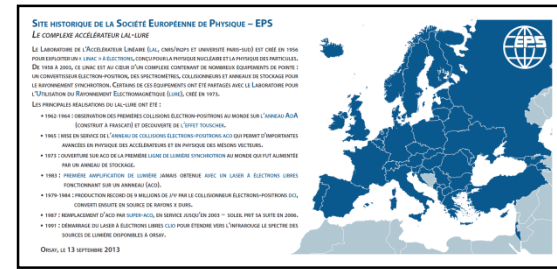 SITE HISTORIQUE DE LA SOCIÉTÉ EUROPÉENNE DE PHYSIQUE – EPS
LE COMPLEXE ACCÉLÉRATEUR LAL-LURE
LE LABORATOIRE DE L'ACCÉLÉRATEUR LINÉAIRE (LAL, CNRS/IN2P3 ET UNIVERSITÉ PARIS-SUD) EST CRÉÉ EN 1956
POUR EXPLOITER UN « LINAC » À ÉLECTRONS, CONÇU POUR LA PHYSIQUE NUCLÉAIRE ET LA PHYSIQUE DES PARTICULES.
DE 1958 À 2003, CE LINAC EST AU CŒUR D'UN COMPLEXE CONTENANT DE NOMBREUX EQUIPEMENTS DE POINTE :
UN CONVERTISSEUR ÉLECTRON-POSITRON, DES SPECTROMÈTRES, COLLISIONNEURS ET ANNEAUX DE STOCKAGE POUR
LE RAYONNEMENT SYNCHROTRON. CERTAINS DE CES EQUIPEMENTS ONT ÉTÉ PARTAGÉS AVEC LE LABORATOIRE POUR
L'UTILISATION DU RAYONNEMENT ELECTROMAGNÉTIQUE (LURE), CRÉÉ EN 1973.
LES PRINCIPALES RÉALISATIONS DU LAL-LURE ONT ÉTÉ :
• 1962-1964 : OBSERVATION DES PREMIÈRES COLLISIONS ÉLECTRON-POSITRONS AU MONDE SUR L'ANNEAU ADA
(CONSTRUIT À FRASCATI) ET DÉCOUVERTE DE L'EFFET TOUSCHEK.
• 1965 : MISE EN SERVICE DE L'ANNEAU DE COLLISIONS ÉLECTRONS-POSITRONS ACO QUI PERMET D'IMPORTANTES
AVANCÉES EN PHYSIQUE DES ACCÉLÉRATEURS ET EN PHYSIQUE DES MÉSONS VECTEURS.
• 1973 : OUVERTURE SUR ACO DE LA PREMIÈRE LIGNE DE LUMIÈRE SYNCHROTRON AU MONDE QUI FUT ALIMENTÉE
PAR UN ANNEAU DE STOCKAGE.
• 1983 : PREMIÈRE AMPLIFICATION DE LUMIÈRE JAMAIS OBTENUE AVEC UN LASER À ÉLECTRONS LIBRES
FONCTIONNANT SUR UN ANNEAU (ACO).
• 1979-1984 : PRODUCTION RECORD DE 9 MILLIONS DE J/Ψ PAR LE COLLISIONNEUR ÉLECTRONS-POSITRONS DCI,
CONVERTI ENSUITE EN SOURCE DE RAYONS X DURS.
• 1987 : REMPLACEMENT D'ACO PAR SUPER-ACO, EN SERVICE JUSQU'EN 2003 – SOLEIL PRIT SA SUITE EN 2006.
• 1991 : DÉMARRAGE DU LASER À ÉLECTRONS LIBRES CLIO POUR ÉTENDRE VERS L'INFRAROUGE LE SPECTRE DES
SOURCES DE LUMIÈRE DISPONIBLES À ORSAY.
ORSAY, LE 13 SEPTEMBRE 2013
EPS